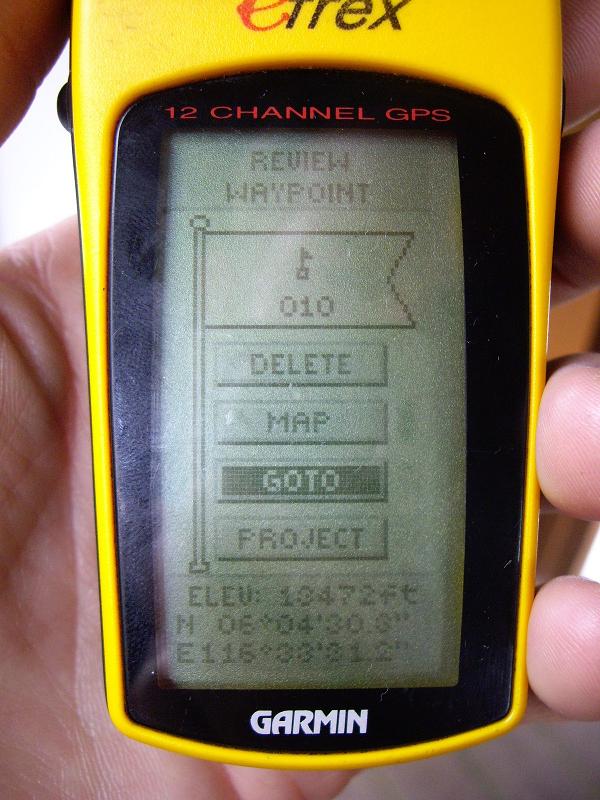 etrex
12 CHANNEL GPS
REVIEW
WAYPOINT
010
DELETE
MAP
GOTO
PROJECT
ELEV: 13472ft
N 06°04'30.3"
E116°33'31.2"
GARMIN